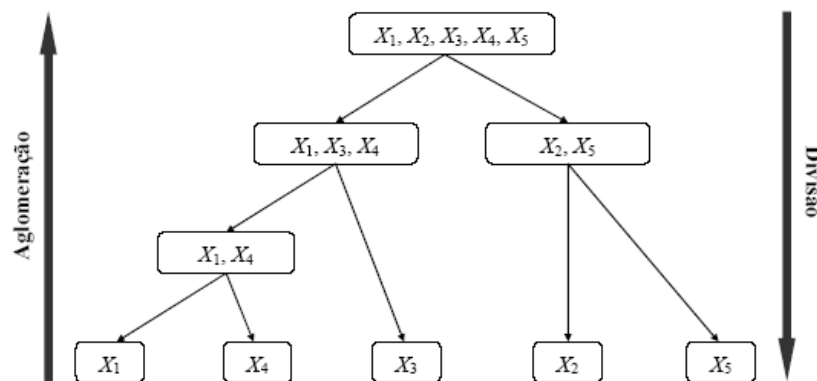 X1, X2, X3, X4, X5
Aglomeração
X1, X3, X4
X2, X5
Divisão
X1, X4
X1
X4
X3
X2
X5